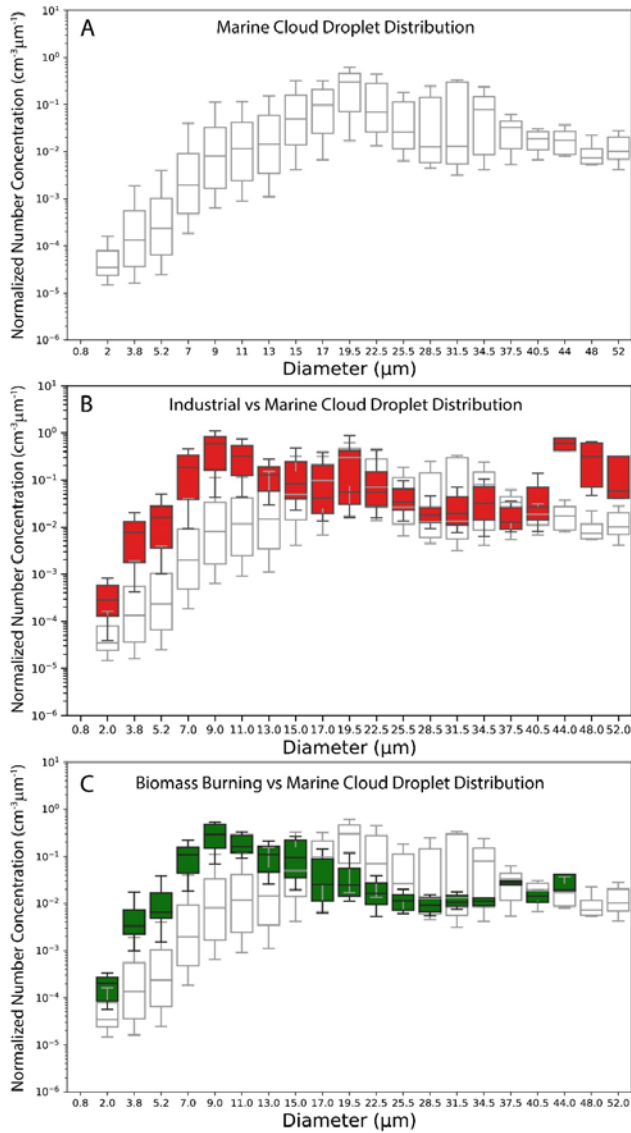 A
Marine Cloud Droplet Distribution
Normalized Number Concentration (cm⁻³μm⁻¹)
10¹
10⁰
10⁻¹
10⁻²
10⁻³
10⁻⁴
10⁻⁵
10⁻⁶
0.8 2 3.8 5.2 7 9 11 13 15 17 19.5 22.5 25.5 28.5 31.5 34.5 37.5 40.5 44 48 52
Diameter (μm)
B
Industrial vs Marine Cloud Droplet Distribution
Normalized Number Concentration (cm⁻³μm⁻¹)
10¹
10⁰
10⁻¹
10⁻²
10⁻³
10⁻⁴
10⁻⁵
10⁻⁶
0.8 2.0 3.8 5.2 7.0 9.0 11.0 13.0 15.0 17.0 19.5 22.5 25.5 28.5 31.5 34.5 37.5 40.5 44.0 48.0 52.0
Diameter (μm)
C
Biomass Burning vs Marine Cloud Droplet Distribution
Normalized Number Concentration (cm⁻³μm⁻¹)
10¹
10⁰
10⁻¹
10⁻²
10⁻³
10⁻⁴
10⁻⁵
10⁻⁶
0.8 2.0 3.8 5.2 7.0 9.0 11.0 13.0 15.0 17.0 19.5 22.5 25.5 28.5 31.5 34.5 37.5 40.5 44.0 48.0 52.0
Diameter (μm)